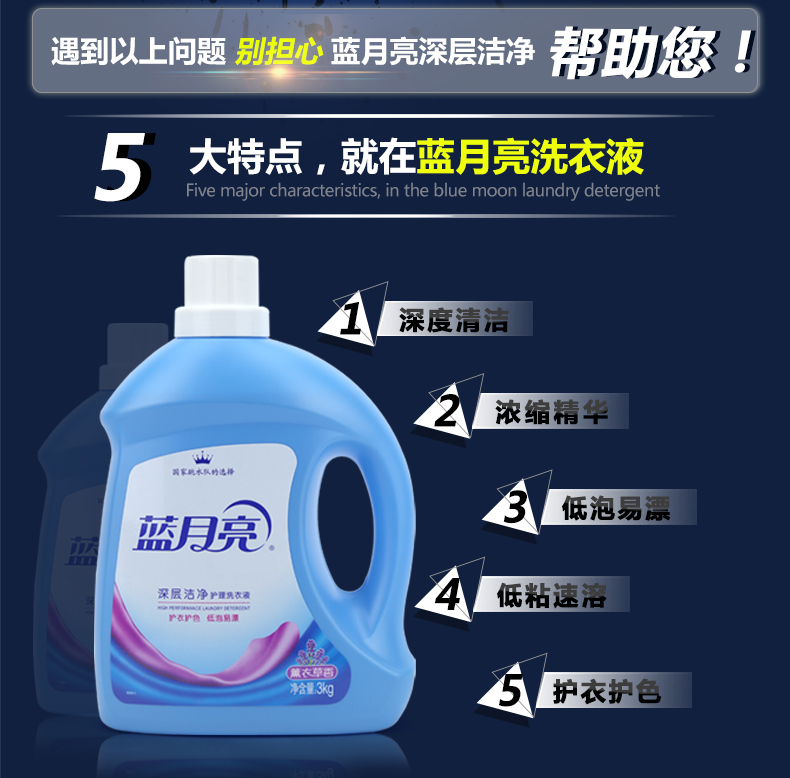 遇到以上问题 别担心 蓝月亮深层洁净 帮助您！
5 大特点，就在蓝月亮洗衣液
Five major characteristics, in the blue moon laundry detergent
1 深度清洁
2 浓缩精华
3 低泡易漂
4 低粘速溶
5 护衣护色
国家跳水队的选择
蓝月亮®
深层洁净 护理洗衣液
HIGH PERFORMANCE LAUNDRY DETERGENT
护衣护色 低泡易漂
薰衣草香
净含量:3kg